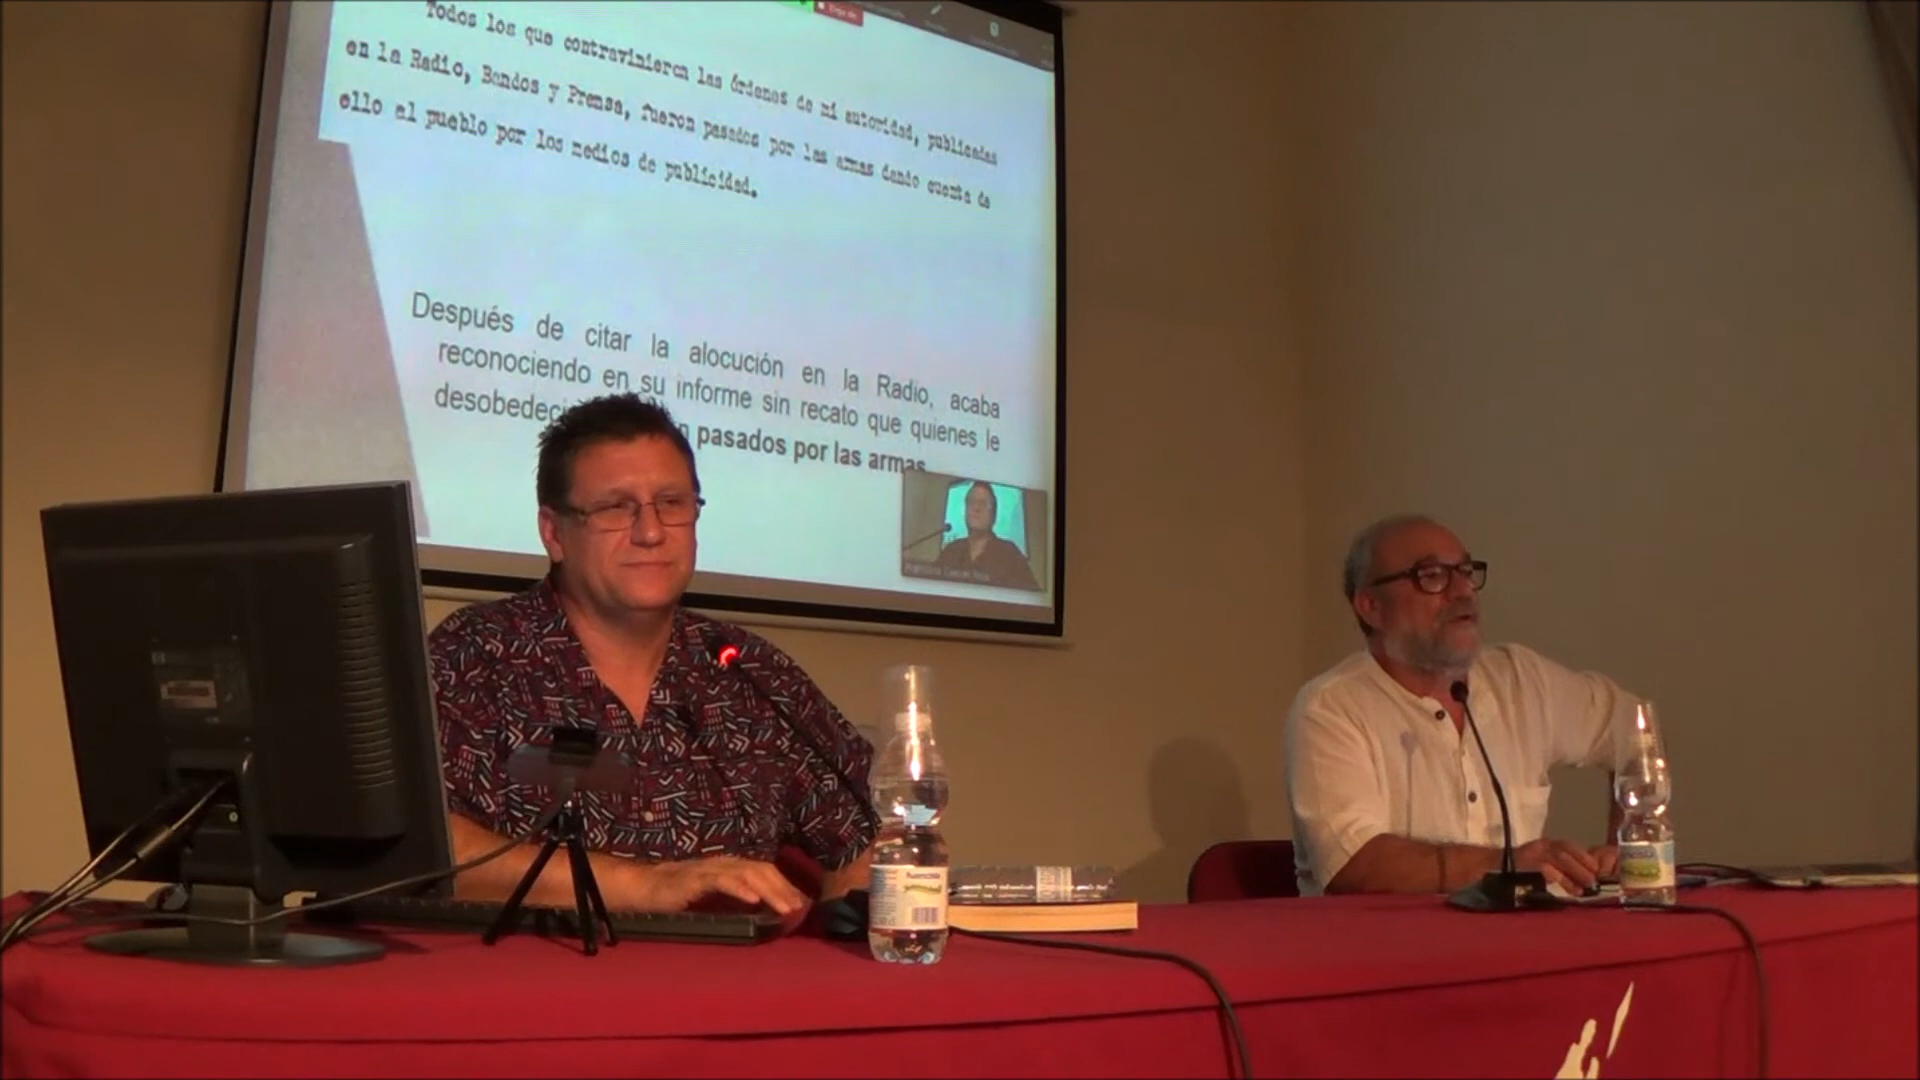 Todos los que contravinieron las órdenes de mi autoridad, publicadas
en la Radio, Bandos y Prensa, fueron pasados por las armas dando cuenta de
ello al pueblo por los medios de publicidad.
Después de citar la alocución en la Radio, acaba
reconociendo en su informe sin recato que quienes le
desobedeci pasados por las armas